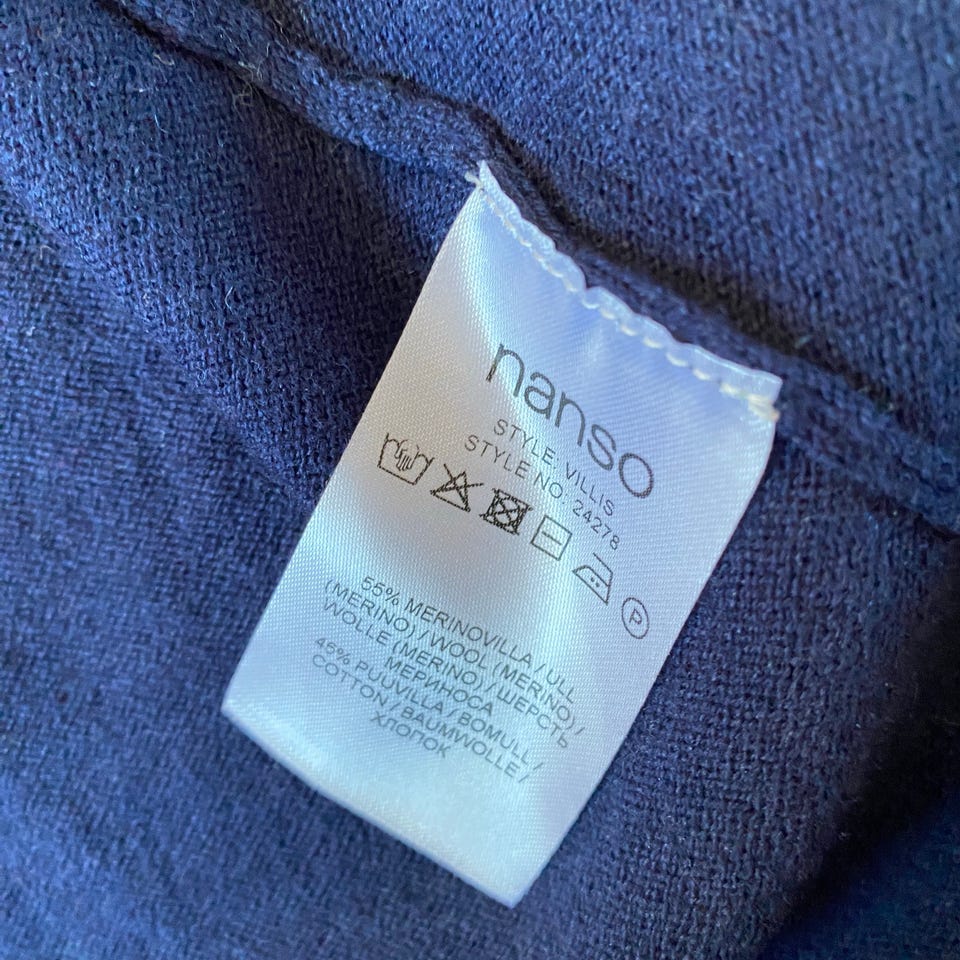 nanso
STYLE: VILLIS
STYLE NO: 24278
P
55% MERINOVILLA / ULL
(MERINO) / WOOL (MERINO) /
WOLLE (MERINO) / ШЕРСТЬ
МЕРИНОСА
45% PUUVILLA / BOMULL /
COTTON / BAUMWOLLE /
ХЛОПОК